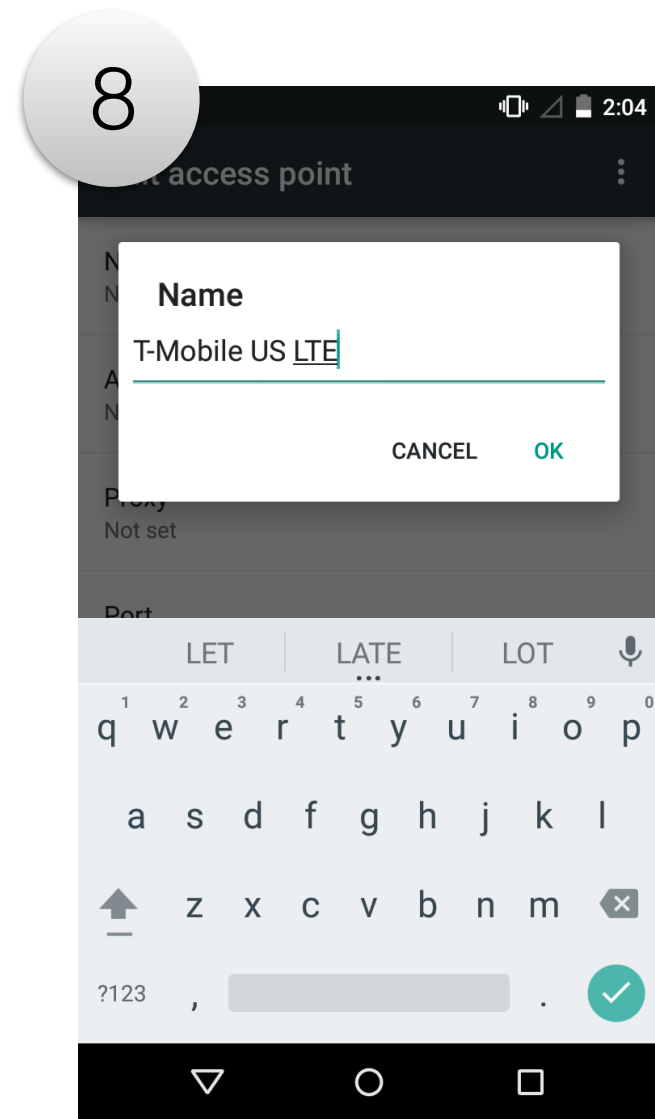 8
2:04
access point
Name
T-Mobile US LTE
CANCEL OK
Proxy
Not set
Port
LET LATE LOT
1 2 3 4 5 6 7 8 9 0
q w e r t y u i o p
a s d f g h j k l
z x c v b n m
?123 , .